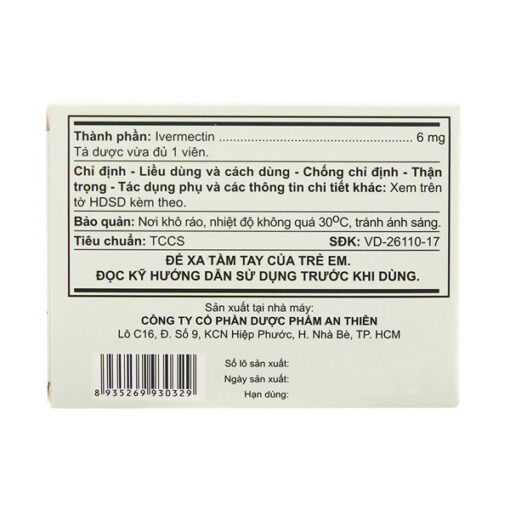 Thành phần: Ivermectin ........................................................ 6 mg
Tá dược vừa đủ 1 viên.
Chỉ định - Liều dùng và cách dùng - Chống chỉ định - Thận
trọng - Tác dụng phụ và các thông tin chi tiết khác: Xem trên
tờ HDSD kèm theo.
Bảo quản: Nơi khô ráo, nhiệt độ không quá 30ºC, tránh ánh sáng.
Tiêu chuẩn: TCCS SĐK: VD-26110-17
ĐỂ XA TẦM TAY CỦA TRẺ EM.
ĐỌC KỸ HƯỚNG DẪN SỬ DỤNG TRƯỚC KHI DÙNG.
Sản xuất tại nhà máy:
CÔNG TY CỔ PHẦN DƯỢC PHẨM AN THIÊN
Lô C16, Đ. Số 9, KCN Hiệp Phước, H. Nhà Bè, TP. HCM
Số lô sản xuất:
Ngày sản xuất:
Hạn dùng:
8 935269 930329